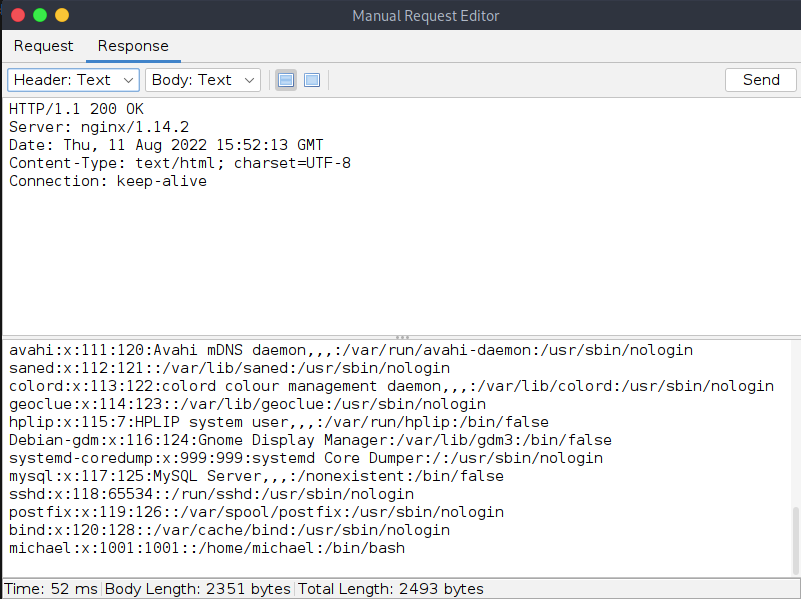 Manual Request Editor
Request Response
Header: Text Body: Text Send
HTTP/1.1 200 OK
Server: nginx/1.14.2
Date: Thu, 11 Aug 2022 15:52:13 GMT
Content-Type: text/html; charset=UTF-8
Connection: keep-alive
avahi:x:111:120:Avahi mDNS daemon,,,:/var/run/avahi-daemon:/usr/sbin/nologin
saned:x:112:121::/var/lib/saned:/usr/sbin/nologin
colord:x:113:122:colord colour management daemon,,,:/var/lib/colord:/usr/sbin/nologin
geoclue:x:114:123::/var/lib/geoclue:/usr/sbin/nologin
hplip:x:115:7:HPLIP system user,,,:/var/run/hplip:/bin/false
Debian-gdm:x:116:124:Gnome Display Manager:/var/lib/gdm3:/bin/false
systemd-coredump:x:999:999:systemd Core Dumper:/:/usr/sbin/nologin
mysql:x:117:125:MySQL Server,,,:/nonexistent:/bin/false
sshd:x:118:65534::/run/sshd:/usr/sbin/nologin
postfix:x:119:126::/var/spool/postfix:/usr/sbin/nologin
bind:x:120:128::/var/cache/bind:/usr/sbin/nologin
michael:x:1001:1001::/home/michael:/bin/bash
Time: 52 ms Body Length: 2351 bytes Total Length: 2493 bytes